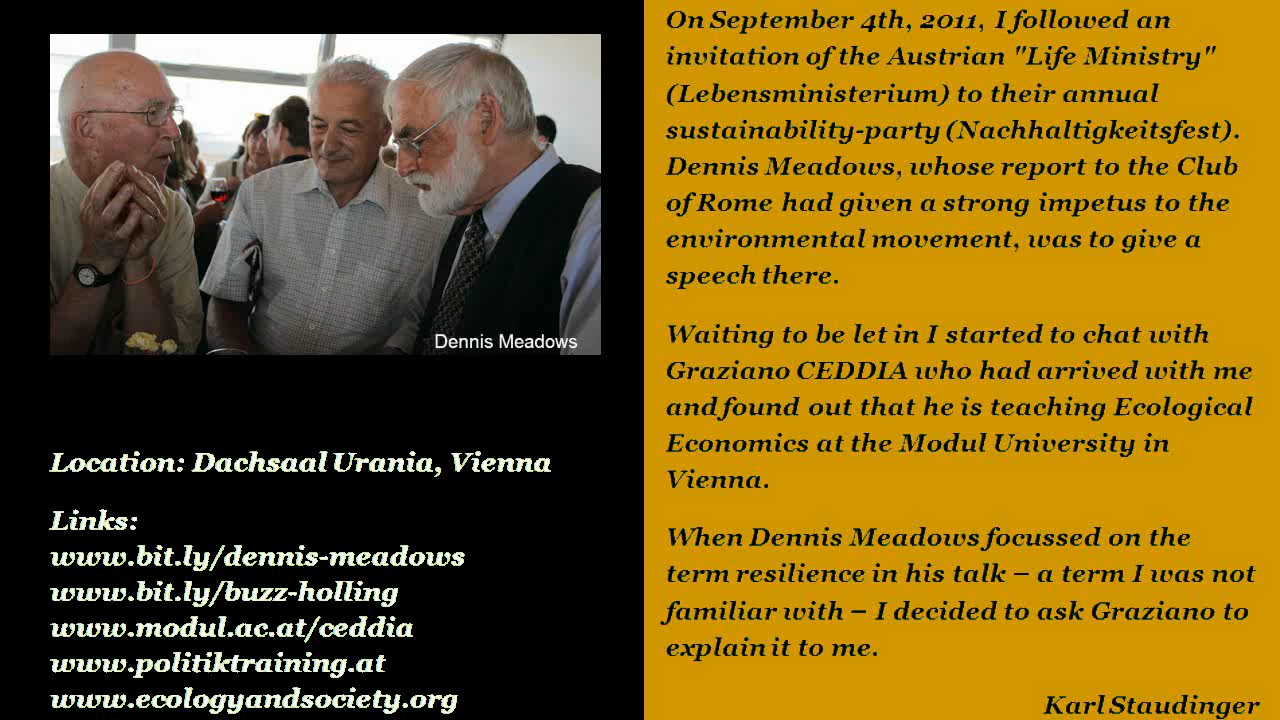 Dennis Meadows
Location: Dachsaal Urania, Vienna
Links:
www.bit.ly/dennis-meadows
www.bit.ly/buzz-holling
www.modul.ac.at/ceddia
www.politiktraining.at
www.ecologyandsociety.org
On September 4th, 2011, I followed an
invitation of the Austrian "Life Ministry"
(Lebensministerium) to their annual
sustainability-party (Nachhaltigkeitsfest).
Dennis Meadows, whose report to the Club
of Rome had given a strong impetus to the
environmental movement, was to give a
speech there.
Waiting to be let in I started to chat with
Graziano CEDDIA who had arrived with me
and found out that he is teaching Ecological
Economics at the Modul University in
Vienna.
When Dennis Meadows focussed on the
term resilience in his talk – a term I was not
familiar with – I decided to ask Graziano to
explain it to me.
Karl Staudinger